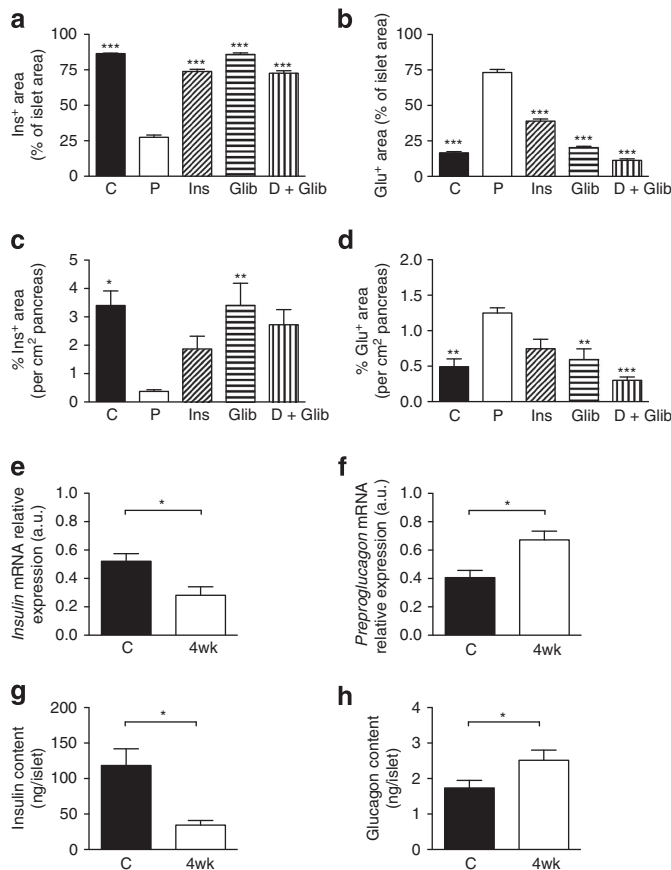 a
Ins+ area
(% of islet area)
100
75
50
25
0
***
***
***
***
C
P
Ins
Glib
D + Glib
b
Glu+ area (% of islet area)
100
75
50
25
0
***
***
***
***
C
P
Ins
Glib
D + Glib
c
% Ins+ area
(per cm2 pancreas)
5
4
3
2
1
0
*
**
C
P
Ins
Glib
D + Glib
d
% Glu+ area
(per cm2 pancreas)
2.0
1.5
1.0
0.5
0.0
**
**
***
C
P
Ins
Glib
D + Glib
e
Insulin mRNA relative
expression (a.u.)
1.0
0.8
0.6
0.4
0.2
0.0
*
C
4wk
f
Preproglucagon mRNA
relative expression (a.u.)
1.0
0.8
0.6
0.4
0.2
0.0
*
C
4wk
g
Insulin content
(ng/islet)
200
150
100
50
0
*
C
4wk
h
Glucagon content
(ng/islet)
4
3
2
1
0
*
C
4wk